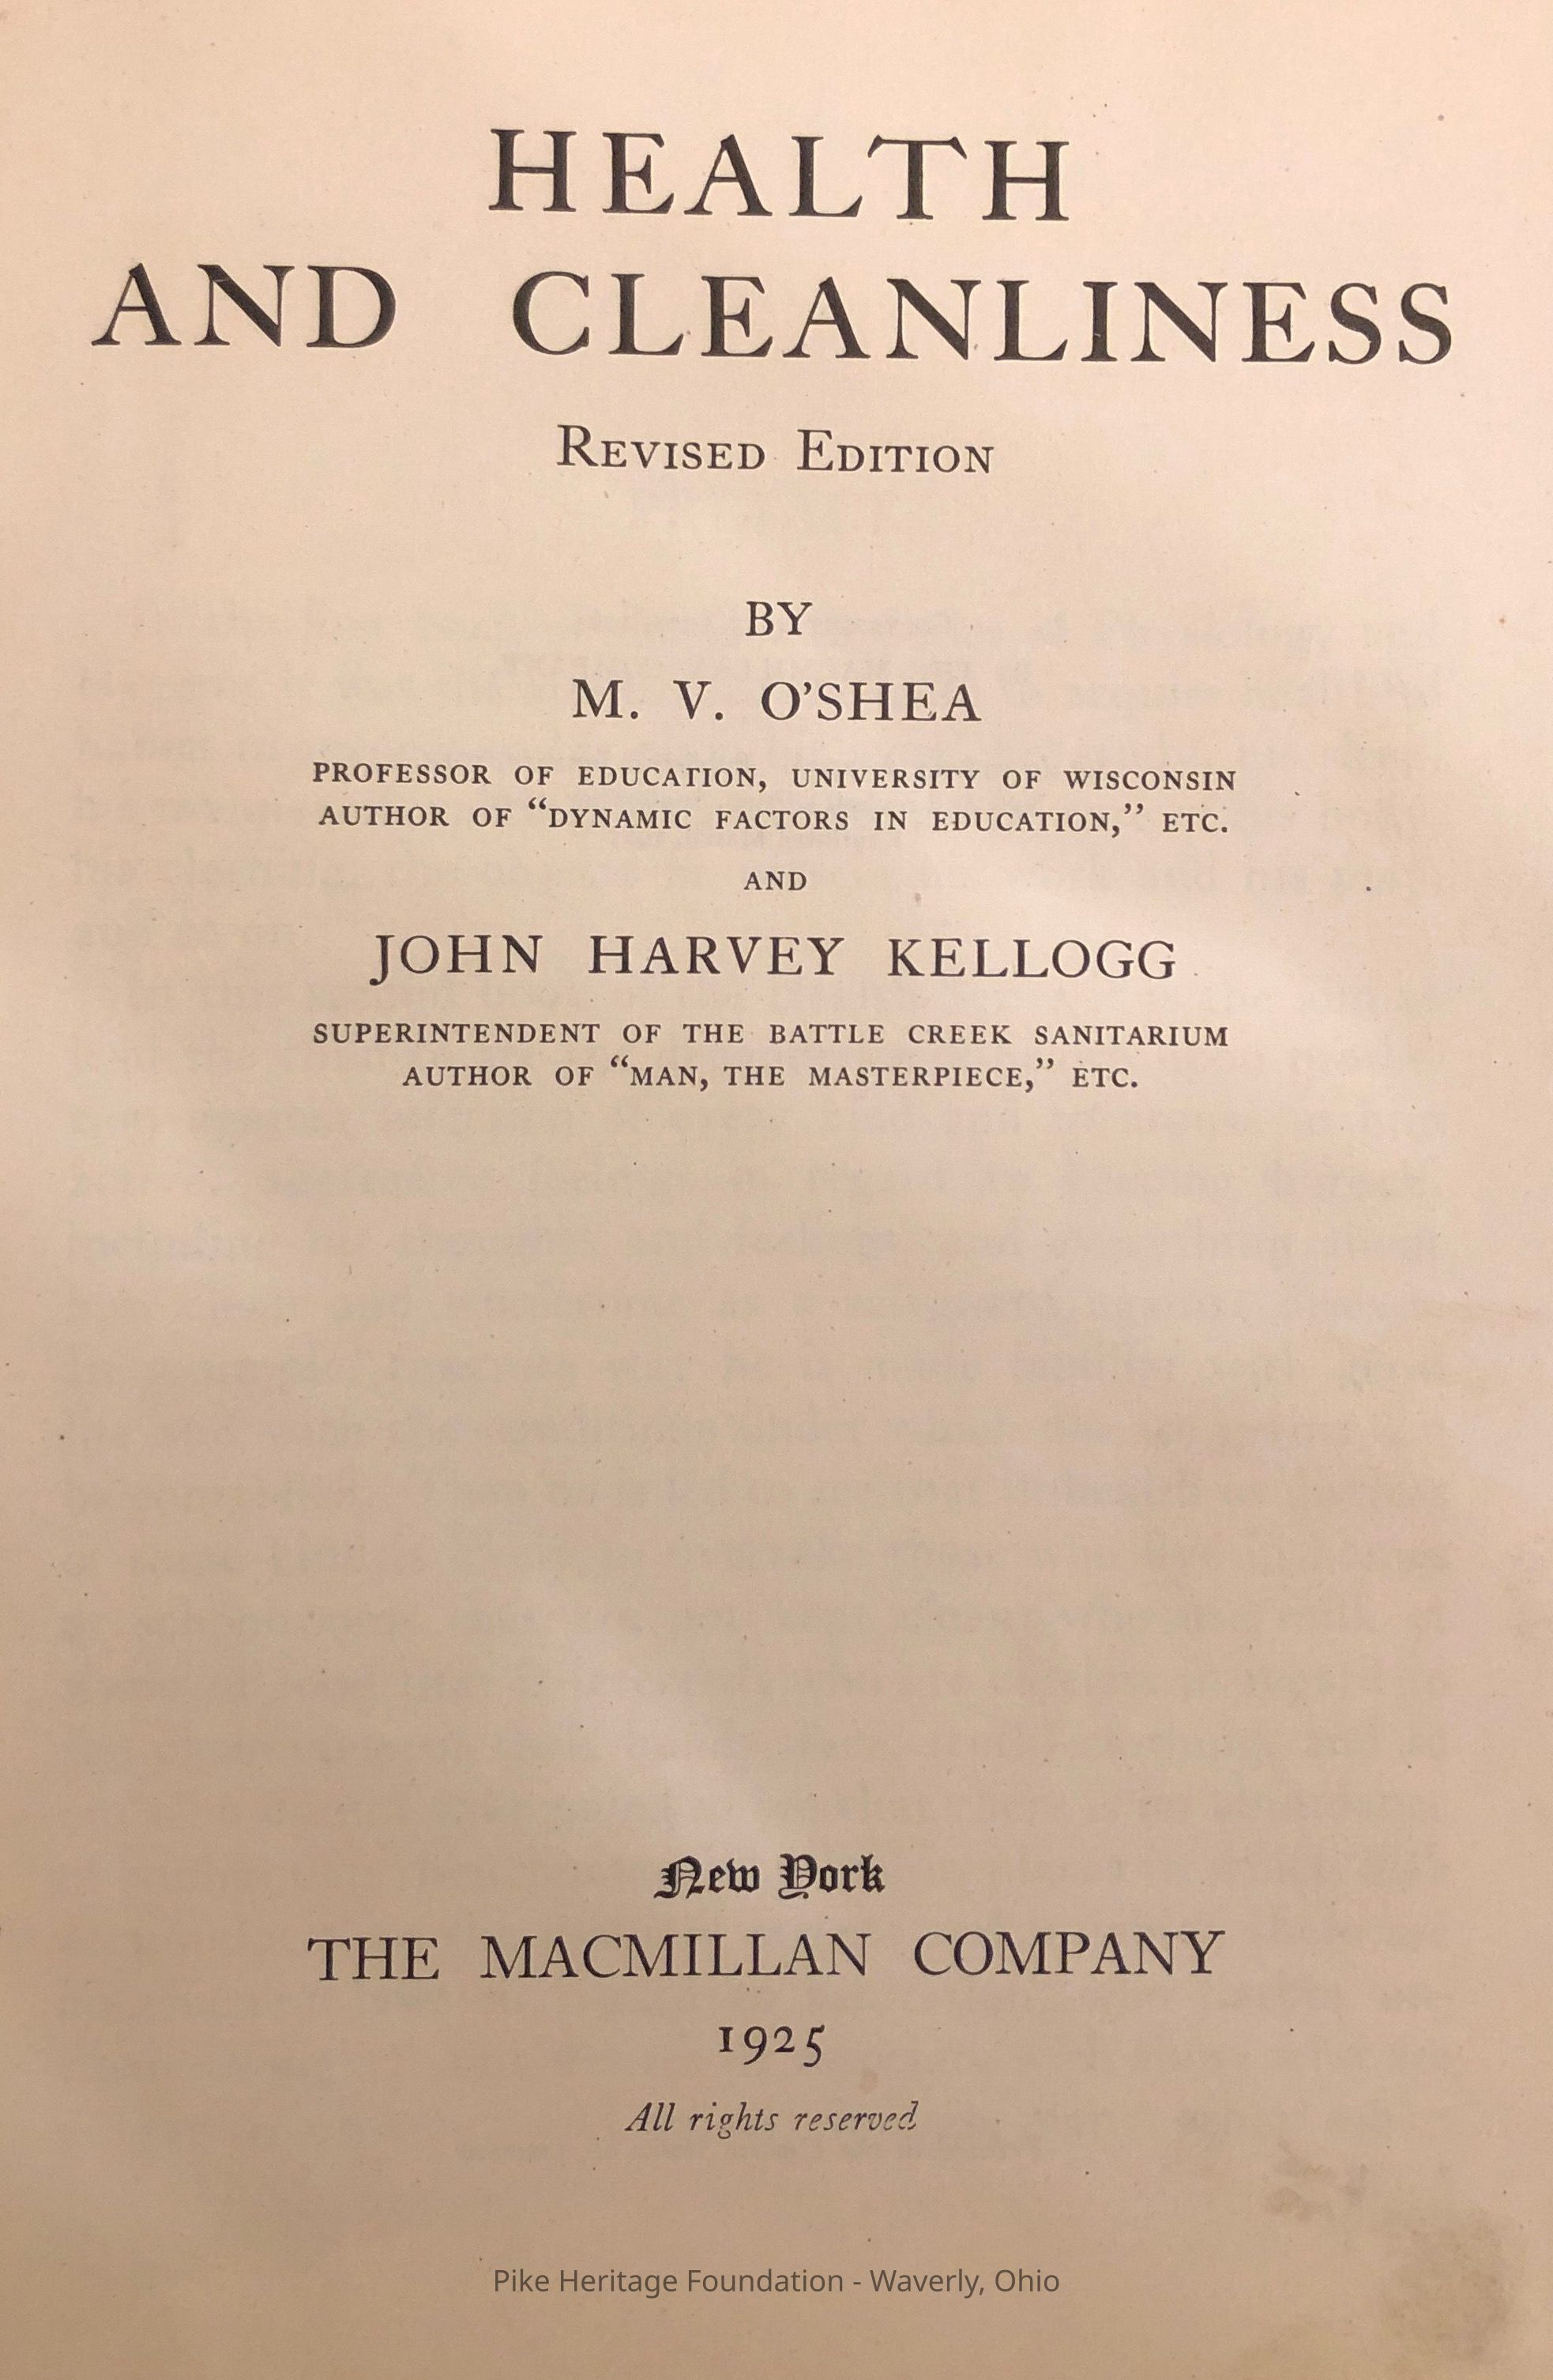 HEALTH
AND CLEANLINESS
REVISED EDITION
BY
M. V. O’SHEA
PROFESSOR OF EDUCATION, UNIVERSITY OF WISCONSIN
AUTHOR OF “DYNAMIC FACTORS IN EDUCATION,” ETC.
AND
JOHN HARVEY KELLOGG
SUPERINTENDENT OF THE BATTLE CREEK SANITARIUM
AUTHOR OF “MAN, THE MASTERPIECE,” ETC.
New York
THE MACMILLAN COMPANY
1925
All rights reserved
Pike Heritage Foundation - Waverly, Ohio